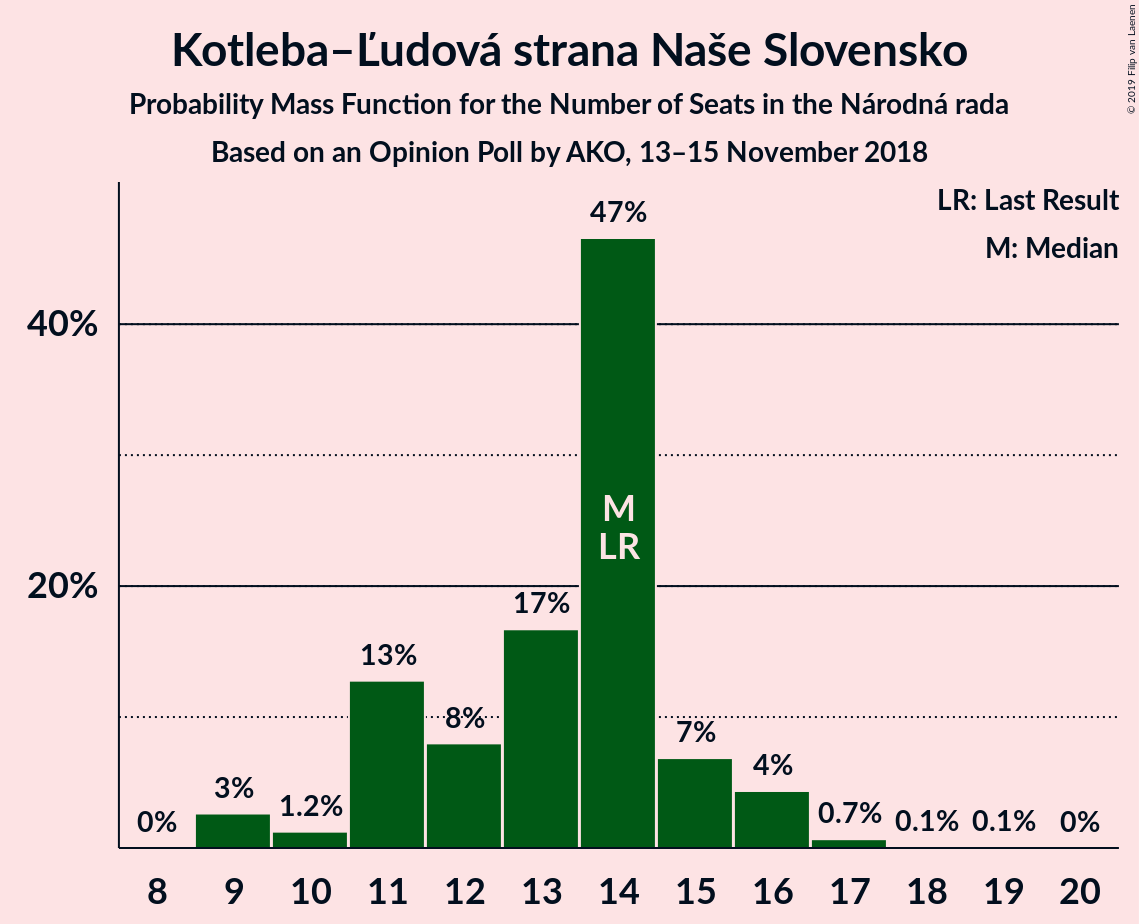 Kotleba–Ľudová strana Naše Slovensko
Probability Mass Function for the Number of Seats in the Národná rada
Based on an Opinion Poll by AKO, 13–15 November 2018
© 2019 Filip van Laenen
LR: Last Result
M: Median
40%
20%
0%
3%
1.2%
13%
8%
17%
47%
7%
4%
0.7%
0.1%
0.1%
0%
M
LR
8 9 10 11 12 13 14 15 16 17 18 19 20